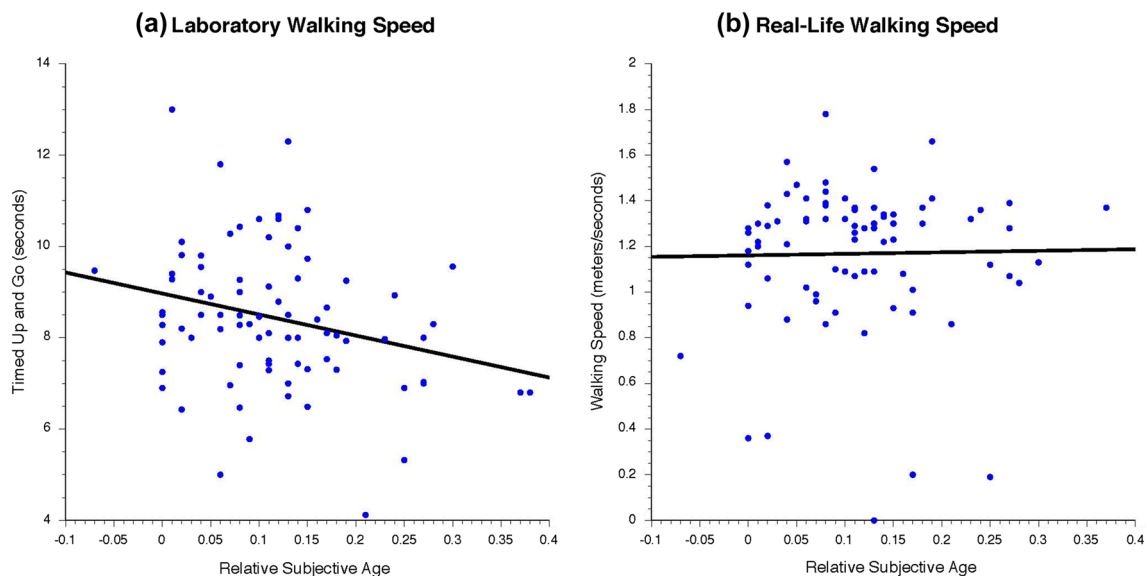 (a) Laboratory Walking Speed
14
12
10
8
6
4
Timed Up and Go (seconds)
-0.1 -0.05 0 0.05 0.1 0.15 0.2 0.25 0.3 0.35 0.4
Relative Subjective Age
(b) Real-Life Walking Speed
2
1.8
1.6
1.4
1.2
1
0.8
0.6
0.4
0.2
0
Walking Speed (meters/seconds)
-0.1 -0.05 0 0.05 0.1 0.15 0.2 0.25 0.3 0.35 0.4
Relative Subjective Age